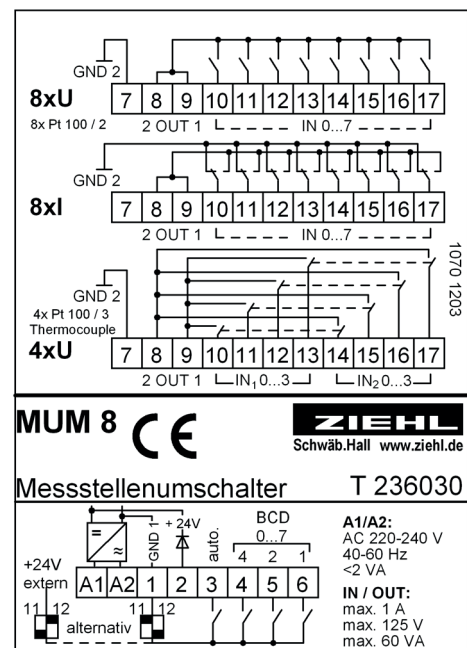 GND 2
8xU
7 8 9 10 11 12 13 14 15 16 17
8x Pt 100 / 2
2 OUT 1 IN 0...7
GND 2
8xI
7 8 9 10 11 12 13 14 15 16 17
2 OUT 1 IN 0...7
1070 1203
GND 2
4x Pt 100 / 3
Thermocouple
4xU
7 8 9 10 11 12 13 14 15 16 17
2 OUT 1 IN1 0...3 IN2 0...3
MUM 8 CE
ZIEHL
Schwäb.Hall www.ziehl.de
Messstellenumschalter T 236030
GND 1
+ 24V
auto.
BCD
0...7
4 2 1
+24V
extern
A1 A2 1 2 3 4 5 6
11 12
alternativ
11 12
A1/A2:
AC 220-240 V
40-60 Hz
<2 VA
IN / OUT:
max. 1 A
max. 125 V
max. 60 VA